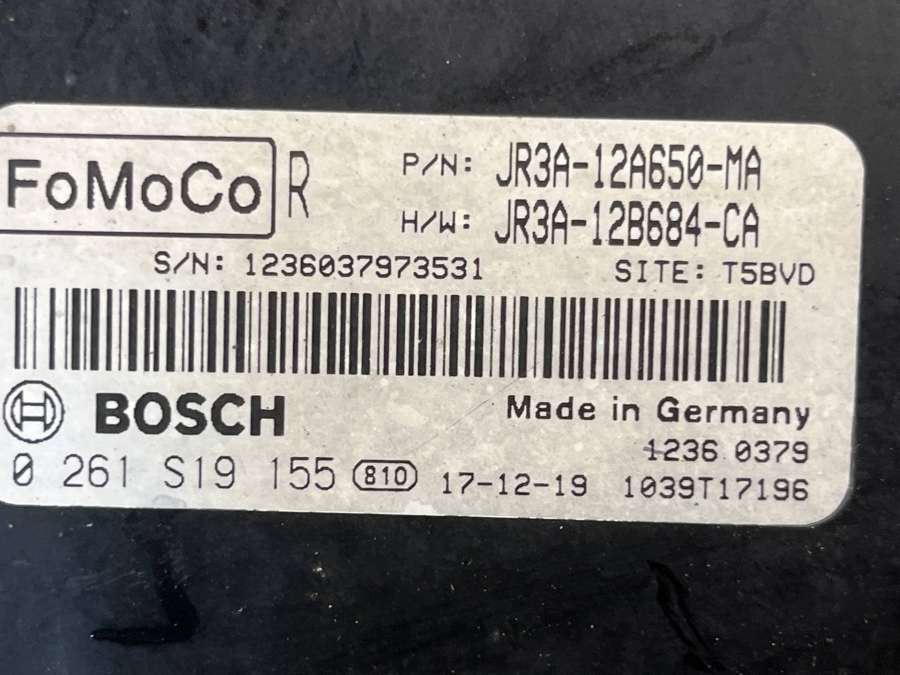 FoMoCo R P/N: JR3A-12A650-MA
H/W: JR3A-12B684-CA
S/N: 1236037973531 SITE: T5BVD
BOSCH Made in Germany
1236 0379
0 261 S19 155 810 17-12-19 1039T17196